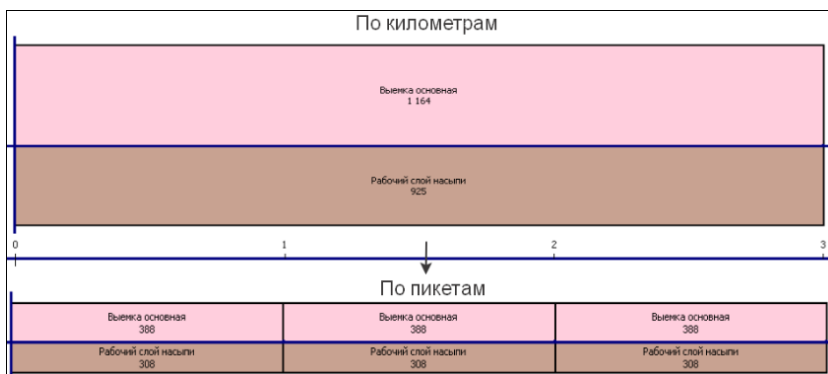 По километрам
Выемка основная
1 164
Рабочий слой насыпи
925
0 1 2 3
По пикетам
Выемка основная Выемка основная Выемка основная
388 388 388
Рабочий слой насыпи Рабочий слой насыпи Рабочий слой насыпи
308 308 308